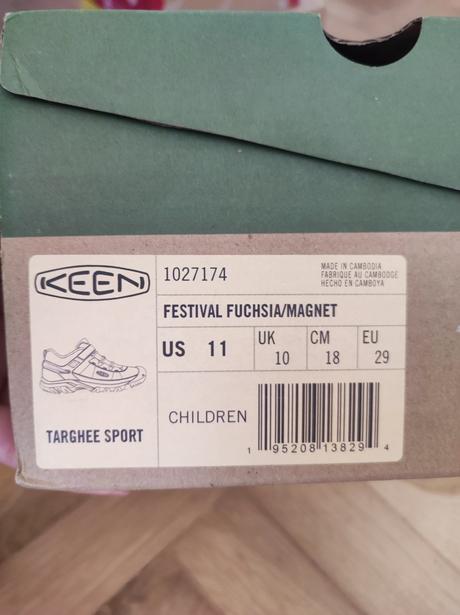 KEEN
1027174
MADE IN CAMBODIA
FABRIQUE AU CAMBODGE
HECHO EN CAMBOYA
FESTIVAL FUCHSIA/MAGNET
US 11
UK 10
CM 18
EU 29
CHILDREN
TARGHEE SPORT
1 95208 13829 4